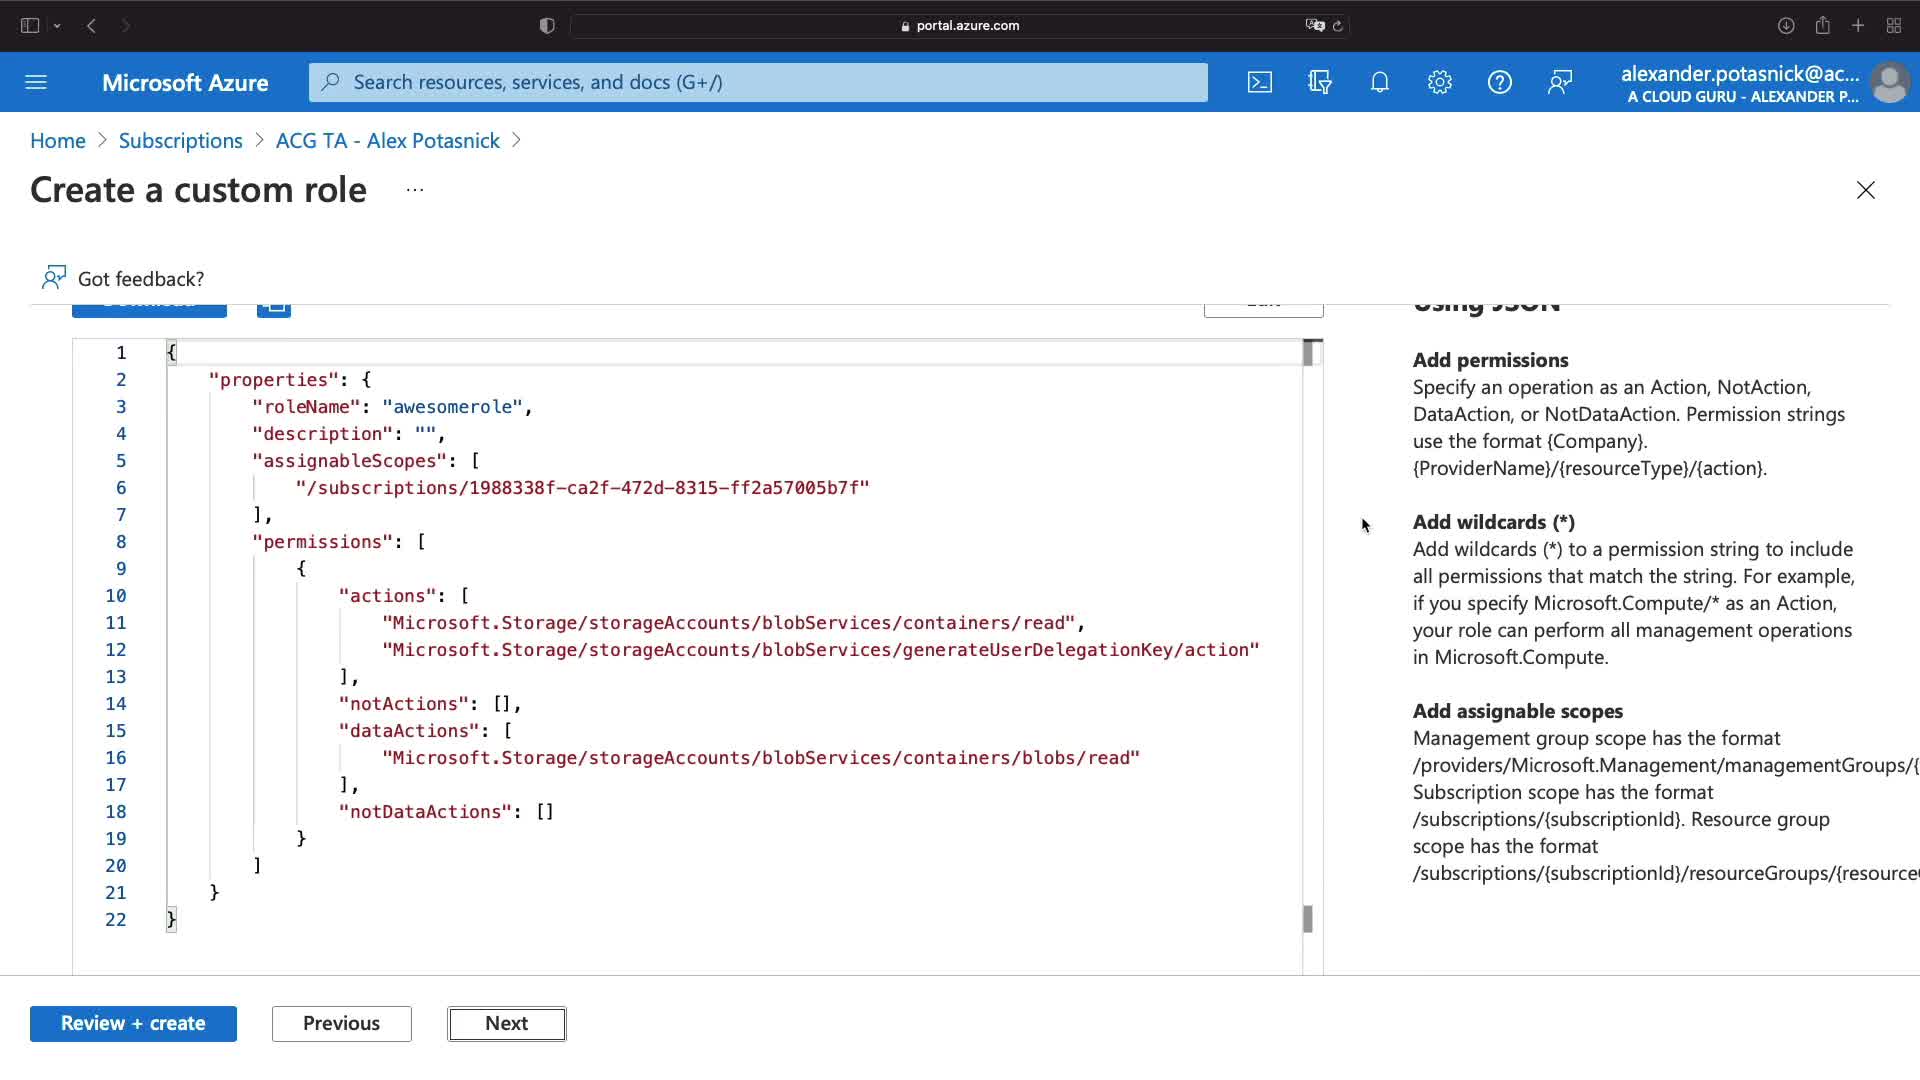 portal.azure.com
Microsoft Azure
Search resources, services, and docs (G+/)
alexander.potasnick@ac...
A CLOUD GURU - ALEXANDER P...
Home > Subscriptions > ACG TA - Alex Potasnick >
Create a custom role ...
Got feedback?
Using JSON
1 {
2 "properties": {
3 "roleName": "awesomerole",
4 "description": "",
5 "assignableScopes": [
6 "/subscriptions/1988338f-ca2f-472d-8315-ff2a57005b7f"
7 ],
8 "permissions": [
9 {
10 "actions": [
11 "Microsoft.Storage/storageAccounts/blobServices/containers/read",
12 "Microsoft.Storage/storageAccounts/blobServices/generateUserDelegationKey/action"
13 ],
14 "notActions": [],
15 "dataActions": [
16 "Microsoft.Storage/storageAccounts/blobServices/containers/blobs/read"
17 ],
18 "notDataActions": []
19 }
20 ]
21 }
22 }
Add permissions
Specify an operation as an Action, NotAction,
DataAction, or NotDataAction. Permission strings
use the format {Company}.
{ProviderName}/{resourceType}/{action}.
Add wildcards (*)
Add wildcards (*) to a permission string to include
all permissions that match the string. For example,
if you specify Microsoft.Compute/* as an Action,
your role can perform all management operations
in Microsoft.Compute.
Add assignable scopes
Management group scope has the format
/providers/Microsoft.Management/managementGroups/{
Subscription scope has the format
/subscriptions/{subscriptionId}. Resource group
scope has the format
/subscriptions/{subscriptionId}/resourceGroups/{resource
Review + create
Previous
Next